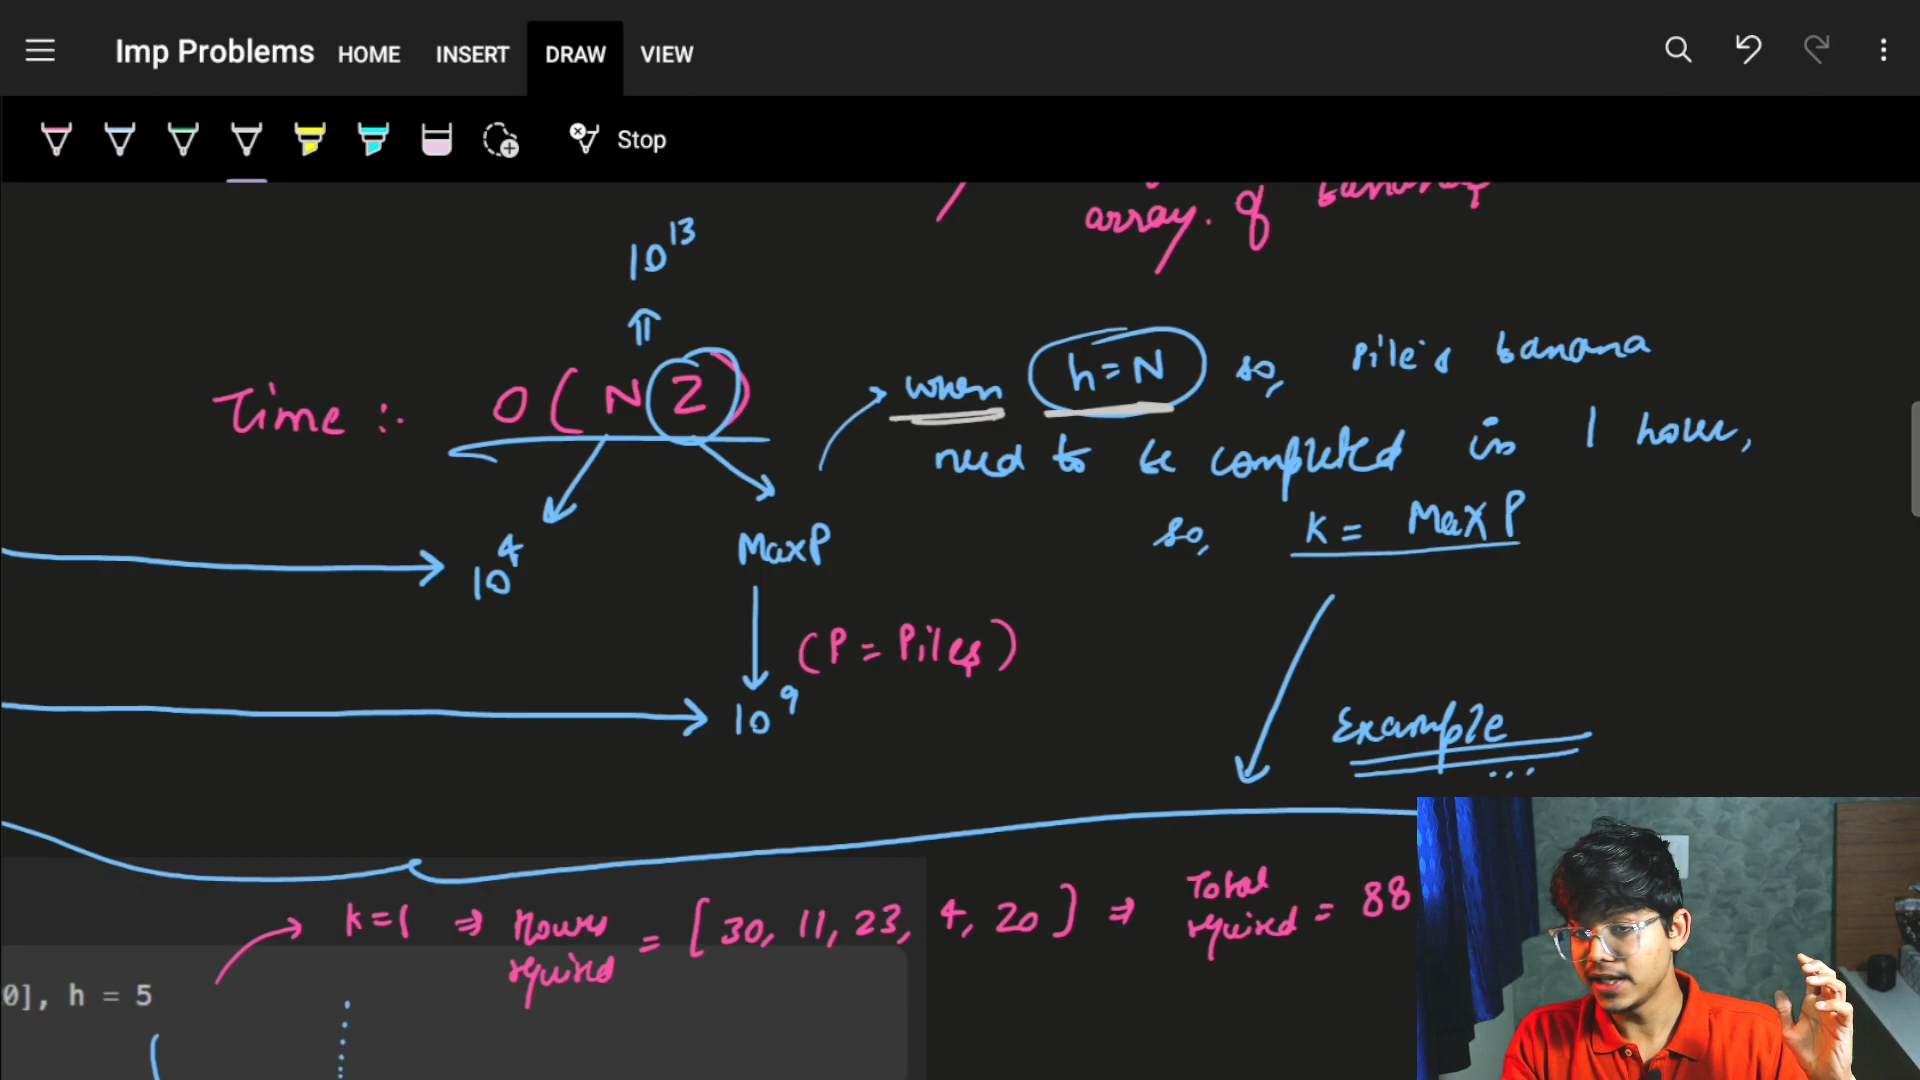 Imp Problems HOME INSERT DRAW VIEW
Stop
array. of
10^13
Time :- O ( N Z )
when h = N so, Pile's banana
need to be completed in 1 hour,
so, K = Max P
10^4
MaxP
(P = Piles)
10^9
Example
...
k=1 ⇒ Hours required = [ 30, 11, 23, 4, 20 ] ⇒ Total required = 88
0], h = 5